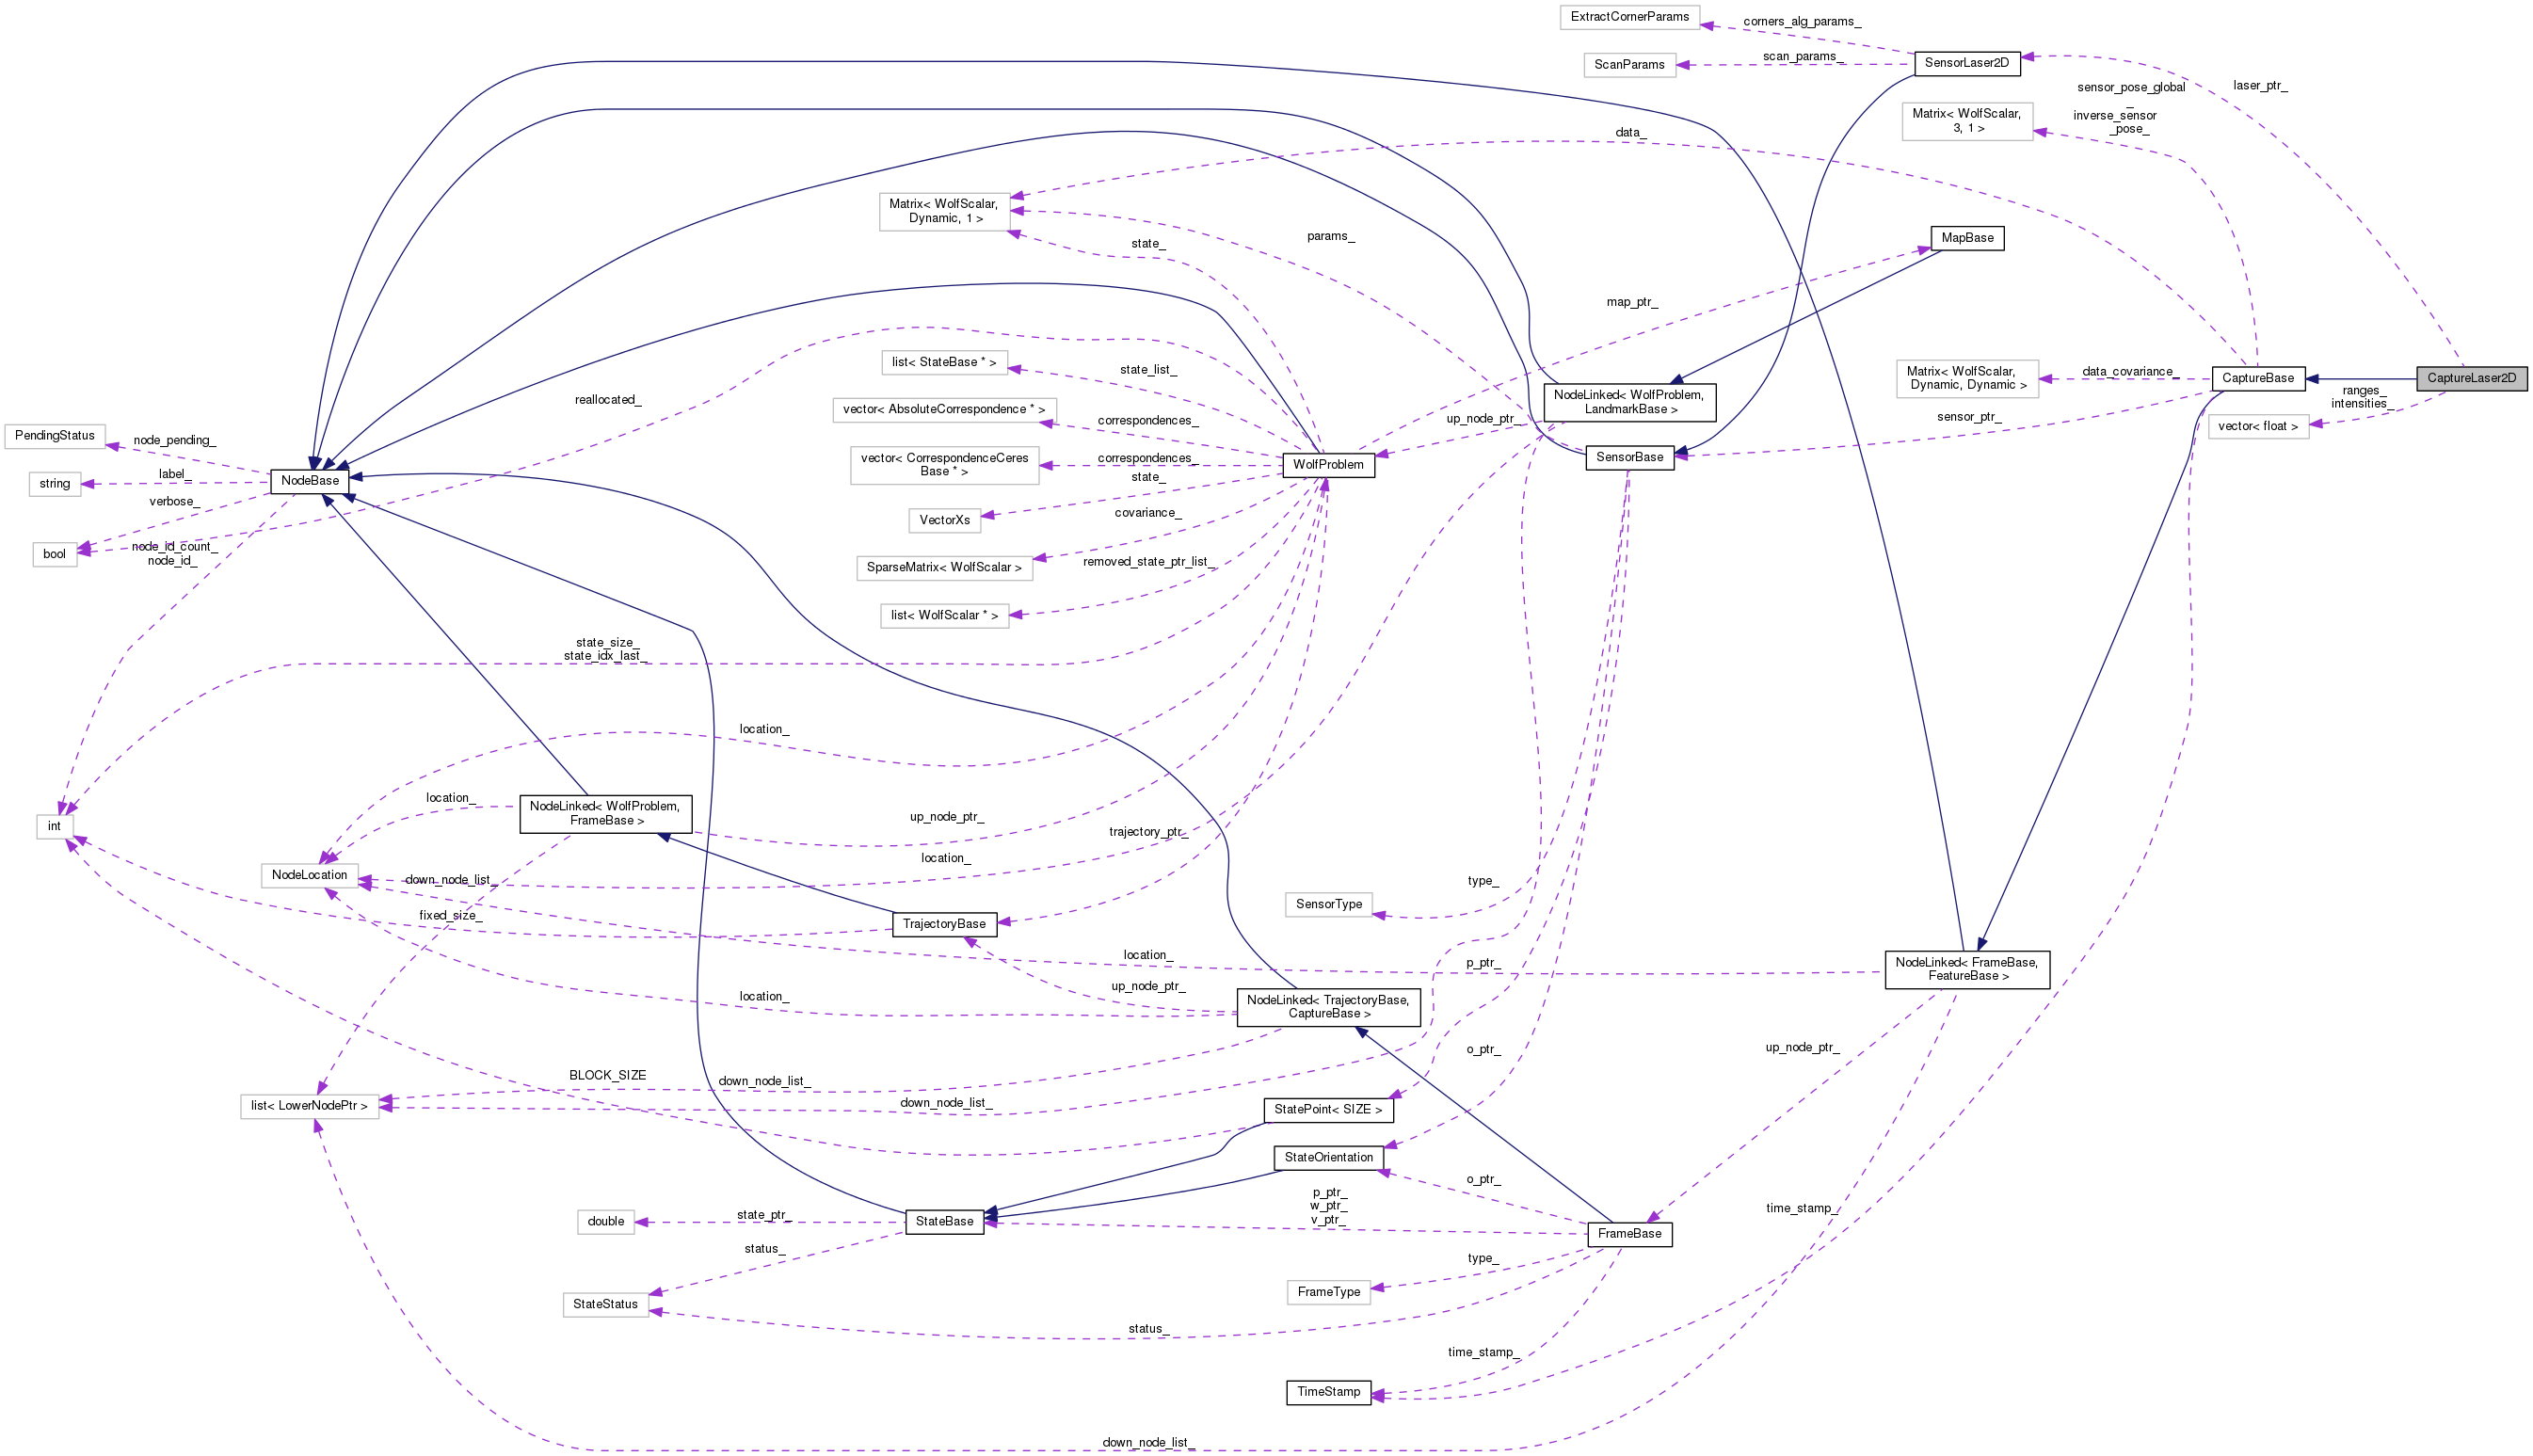 ExtractCornerParams
corners_alg_params_
ScanParams
scan_params_
SensorLaser2D
laser_ptr_
sensor_pose_global
_
inverse_sensor
_pose_
Matrix< WolfScalar,
3, 1 >
data_
Matrix< WolfScalar,
Dynamic, 1 >
state_
params_
MapBase
map_ptr_
list< StateBase * >
state_list_
reallocated_
vector< AbsoluteCorrespondence * >
correspondences_
NodeLinked< WolfProblem,
LandmarkBase >
up_node_ptr_
Matrix< WolfScalar,
Dynamic, Dynamic >
data_covariance_
CaptureBase
CaptureLaser2D
ranges_
intensities_
sensor_ptr_
vector< float >
PendingStatus
node_pending_
string
label_
NodeBase
verbose_
bool
node_id_count_
node_id_
vector< CorrespondenceCeres
Base * >
correspondences_
WolfProblem
SensorBase
state_
VectorXs
covariance_
SparseMatrix< WolfScalar >
removed_state_ptr_list_
list< WolfScalar * >
state_size_
state_idx_last_
location_
location_
NodeLinked< WolfProblem,
FrameBase >
up_node_ptr_
trajectory_ptr_
int
location_
NodeLocation
down_node_list_
fixed_size_
TrajectoryBase
type_
SensorType
location_
p_ptr_
NodeLinked< FrameBase,
FeatureBase >
up_node_ptr_
location_
NodeLinked< TrajectoryBase,
CaptureBase >
o_ptr_
up_node_ptr_
BLOCK_SIZE
down_node_list_
down_node_list_
list< LowerNodePtr >
StatePoint< SIZE >
StateOrientation
o_ptr_
p_ptr_
w_ptr_
v_ptr_
double
state_ptr_
StateBase
time_stamp_
FrameBase
status_
type_
FrameType
StateStatus
status_
time_stamp_
TimeStamp
down_node_list_